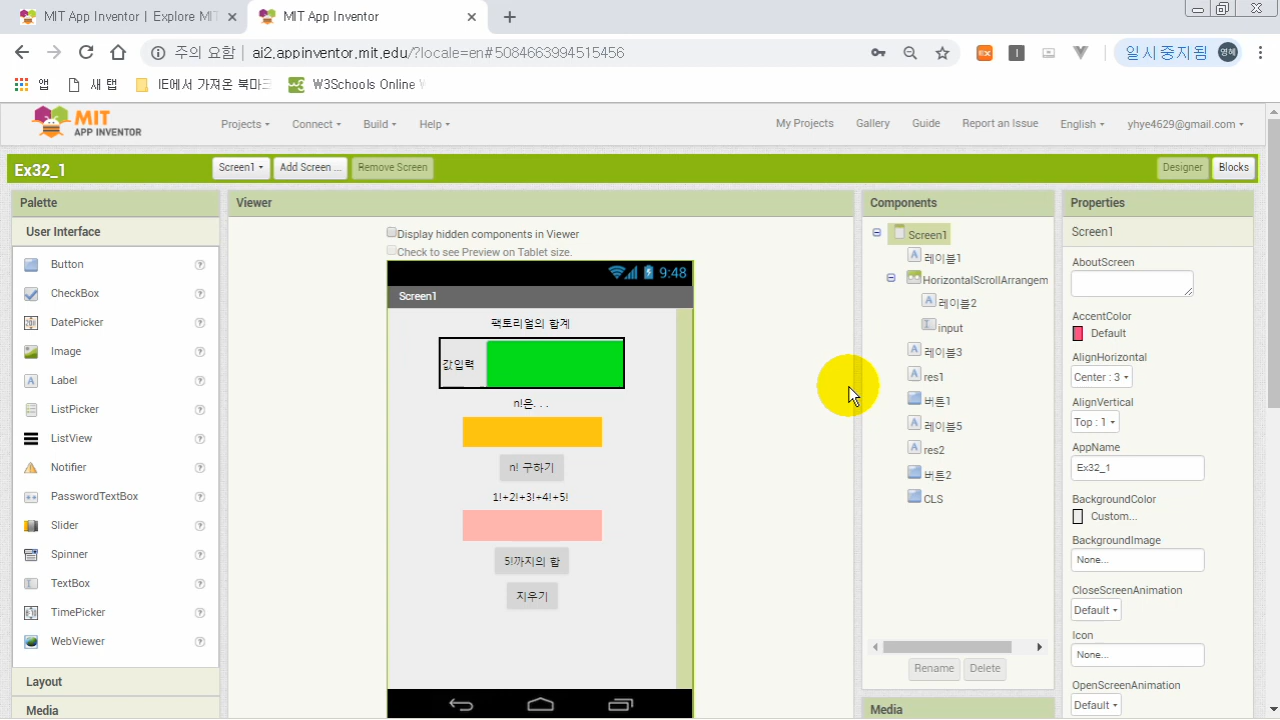 MIT App Inventor | Explore MIT
MIT App Inventor
주의 요함 | ai2.appinventor.mit.edu/?locale=en#5084663994515456
일시중지됨 영혜
앱 새 탭 IE에서 가져온 북마크 W3Schools Online
MIT
APP INVENTOR
Projects Connect Build Help My Projects Gallery Guide Report an Issue English yhye4629@gmail.com
Ex32_1 Screen1 Add Screen ... Remove Screen Designer Blocks
Palette
User Interface
Button
CheckBox
DatePicker
Image
Label
ListPicker
ListView
Notifier
PasswordTextBox
Slider
Spinner
TextBox
TimePicker
WebViewer
Layout
Media
Viewer
Display hidden components in Viewer
Check to see Preview on Tablet size.
9:48
Screen1
팩토리얼의 합계
값입력
n!은. . .
n! 구하기
1!+2!+3!+4!+5!
5!까지의 합
지우기
Components
Screen1
레이블1
HorizontalScrollArrangem
레이블2
input
레이블3
res1
버튼1
레이블5
res2
버튼2
CLS
Rename Delete
Media
Properties
Screen1
AboutScreen
AccentColor
Default
AlignHorizontal
Center : 3
AlignVertical
Top : 1
AppName
Ex32_1
BackgroundColor
Custom...
BackgroundImage
None...
CloseScreenAnimation
Default
Icon
None...
OpenScreenAnimation
Default